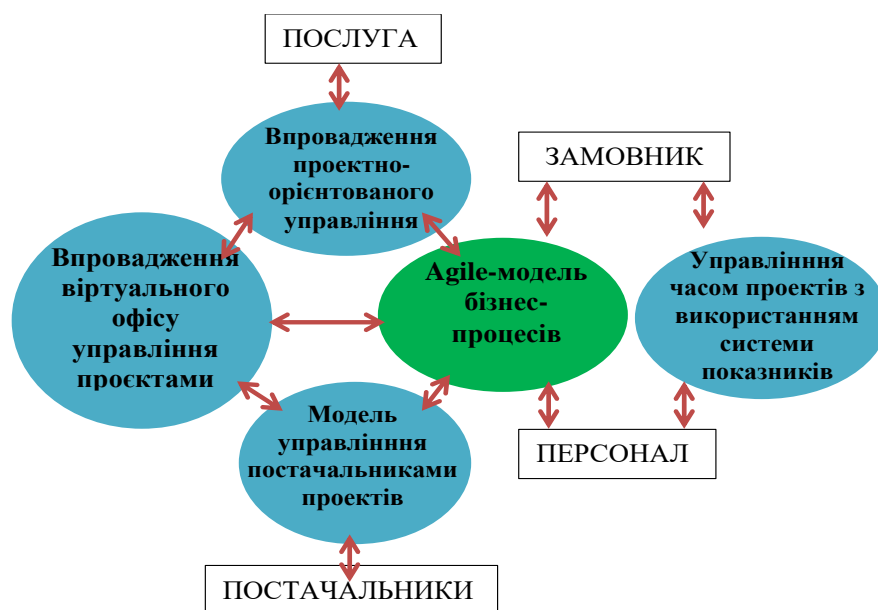 ПОСЛУГА
Впровадження
проектно-
орієнтованого
управління
ЗАМОВНИК
Впровадження
віртуального
офісу
управління
проєктами
Agile-модель
бізнес-
процесів
Управлінння
часом проектів з
використанням
системи
показників
Модель
управлінння
постачальниками
проектів
ПЕРСОНАЛ
ПОСТАЧАЛЬНИКИ